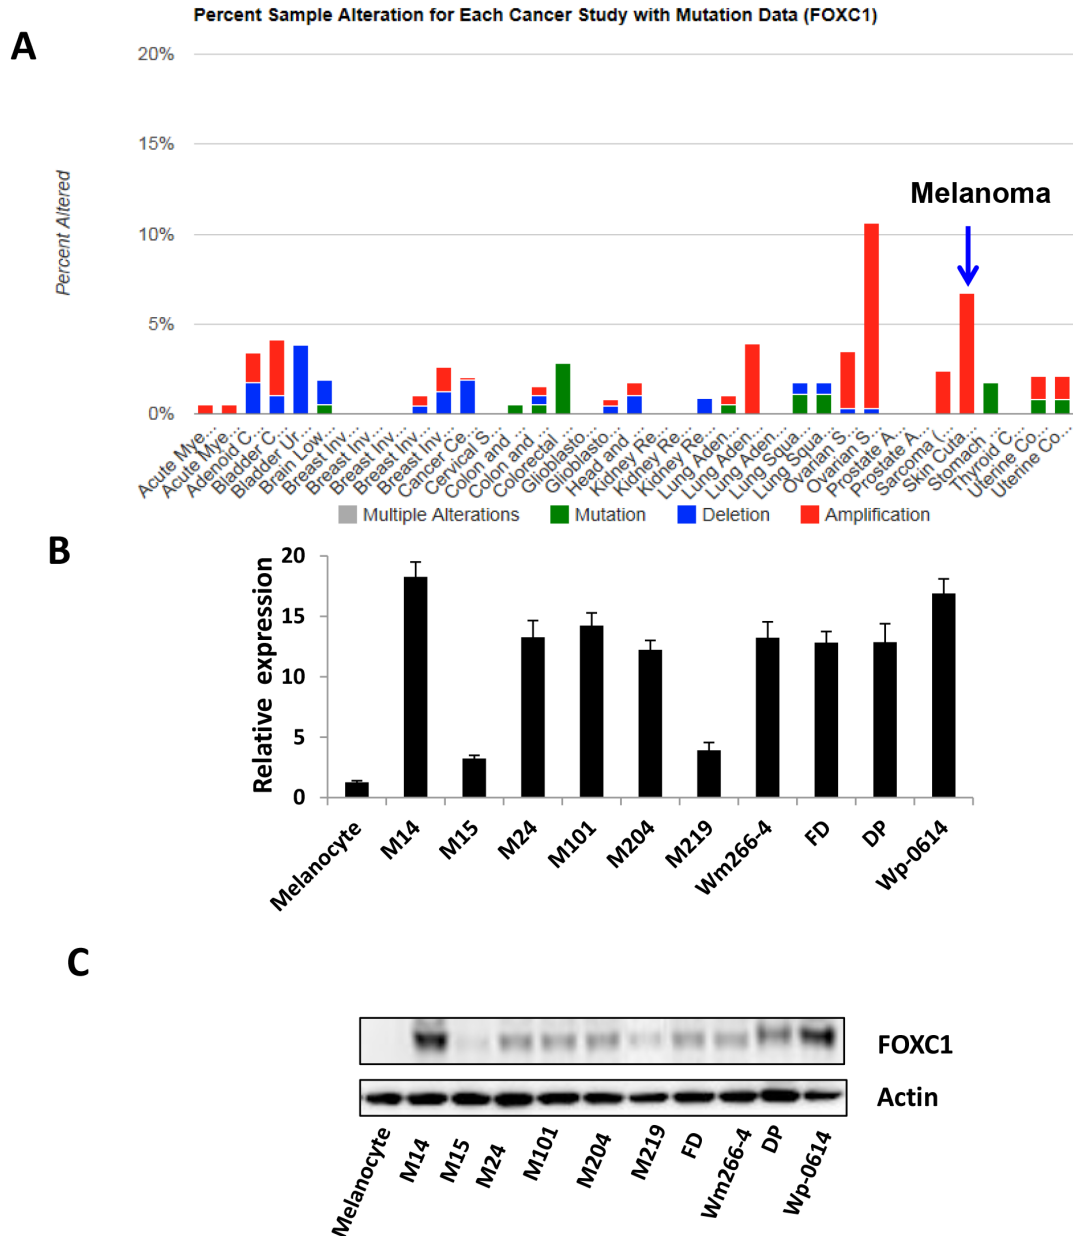 Percent Sample Alteration for Each Cancer Study with Mutation Data (FOXC1)
A
20%
15%
10%
5%
0%
Percent Altered
Melanoma
Acute Mye...
Acute Mye...
Adenoid C...
Bladder C...
Bladder Ur...
Brain Low...
Breast Inv...
Breast Inv...
Breast Inv...
Breast Inv...
Breast Inv...
Cancer Ce...
Cervical S...
Colon and ...
Colon and ...
Colorectal ...
Glioblasto...
Glioblasto...
Head and ...
Kidney Re...
Kidney Re...
Kidney Re...
Lung Aden...
Lung Aden...
Lung Aden...
Lung Squa...
Lung Squa...
Ovarian S...
Ovarian S...
Prostate A...
Prostate A...
Sarcoma (...
Skin Cuta...
Stomach ...
Thyroid C...
Uterine Co...
Uterine Co...
Multiple Alterations
Mutation
Deletion
Amplification
B
Relative expression
20
15
10
5
0
Melanocyte
M14
M15
M24
M101
M204
M219
Wm266-4
FD
DP
Wp-0614
C
FOXC1
Actin
Melanocyte
M14
M15
M24
M101
M204
M219
FD
Wm266-4
DP
Wp-0614